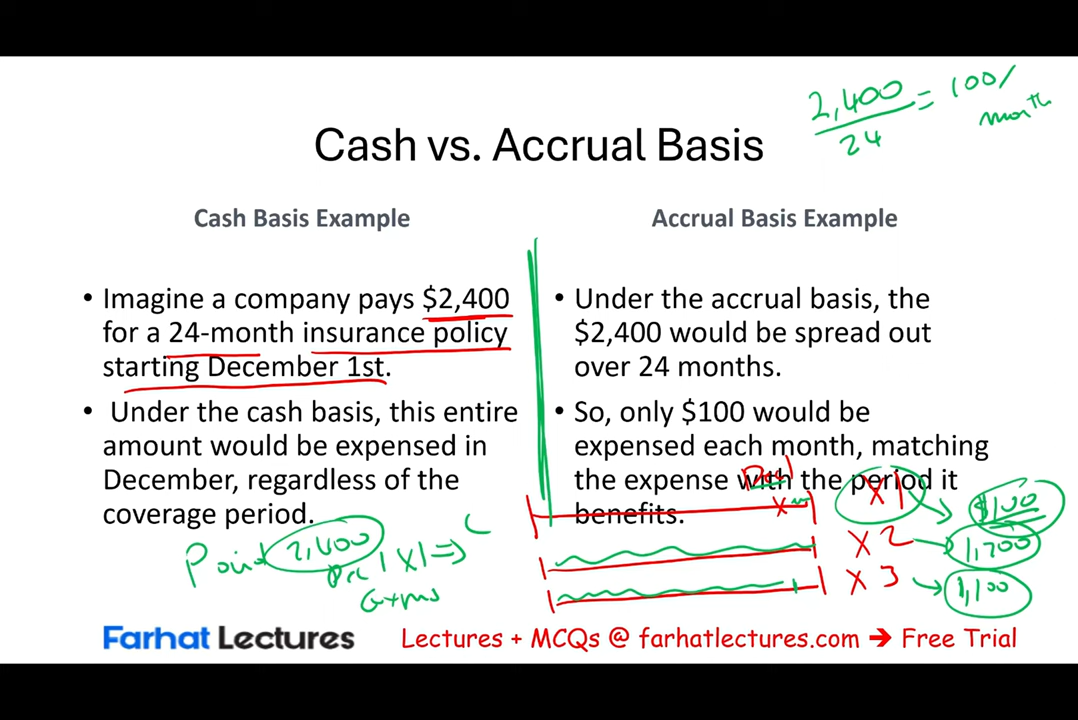 2,400 = 100/
24 month
Cash vs. Accrual Basis
Cash Basis Example
• Imagine a company pays $2,400
for a 24-month insurance policy
starting December 1st.
• Under the cash basis, this entire
amount would be expensed in
December, regardless of the
coverage period.
2,400
Accrual Basis Example
• Under the accrual basis, the
$2,400 would be spread out
over 24 months.
• So, only $100 would be
expensed each month, matching
the expense with the period it
benefits.
X1 $100
X2 1,200
X3 1,100
Farhat Lectures
Lectures + MCQs @ farhatlectures.com → Free Trial